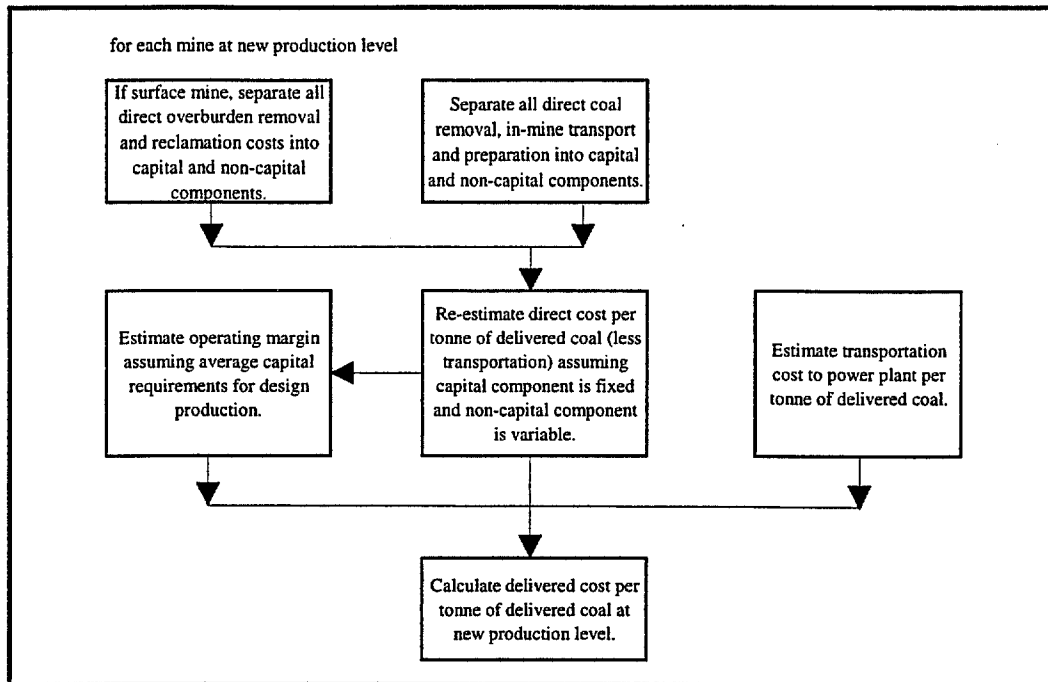 for each mine at new production level
If surface mine, separate all
direct overburden removal
and reclamation costs into
capital and non-capital
components.
Separate all direct coal
removal, in-mine transport
and preparation into capital
and non-capital components.
Estimate operating margin
assuming average capital
requirements for design
production.
Re-estimate direct cost per
tonne of delivered coal (less
transportation) assuming
capital component is fixed
and non-capital component
is variable.
Estimate transportation
cost to power plant per
tonne of delivered coal.
Calculate delivered cost per
tonne of delivered coal at
new production level.